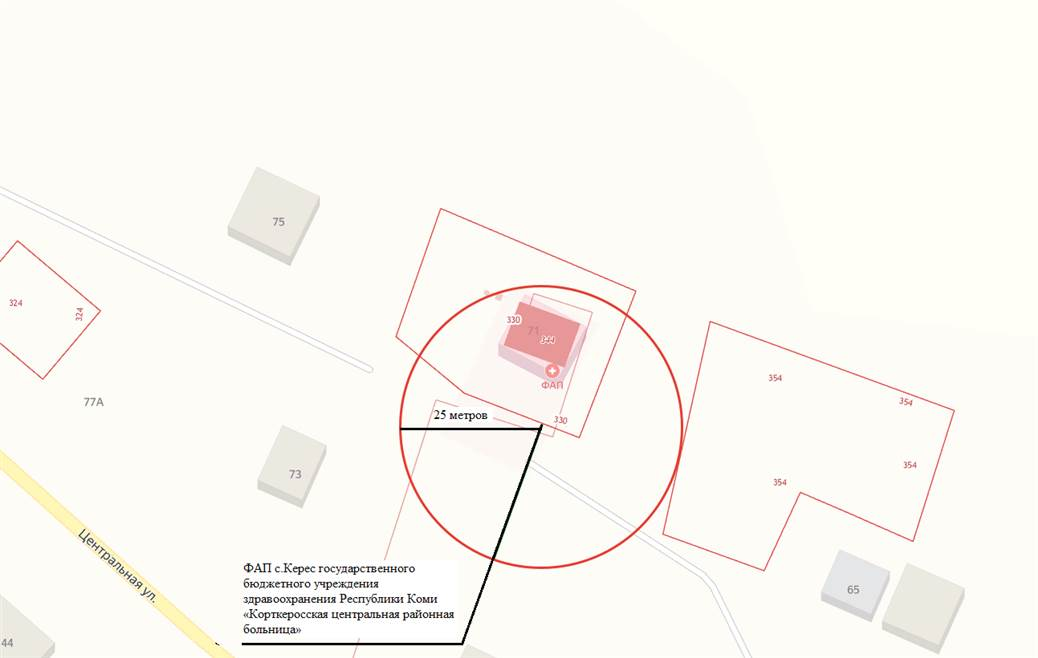 75
324
324
330
71
344
ФАП
354
354
77А
25 метров
330
354
354
73
Центральная ул.
ФАП с.Керес государственного
бюджетного учреждения
здравоохранения Республики Коми
«Корткеросская центральная районная
больница»
65
44